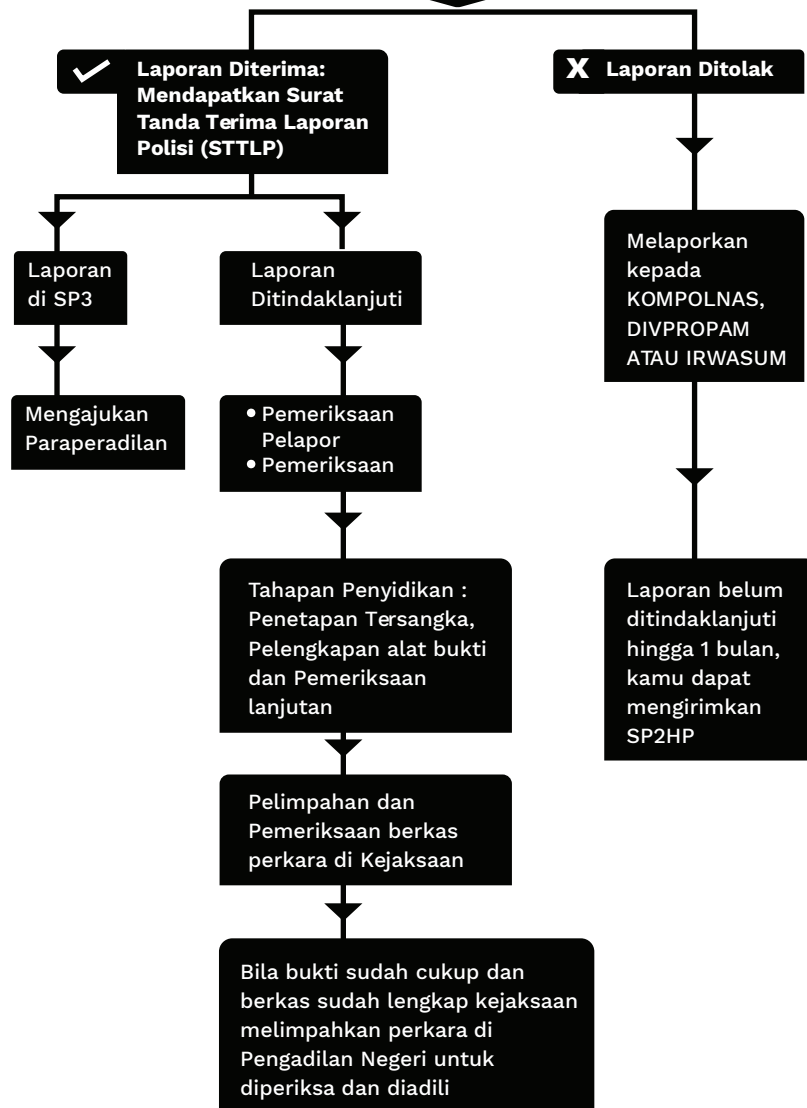 Laporan Diterima:
Mendapatkan Surat
Tanda Terima Laporan
Polisi (STTLP)
X Laporan Ditolak
Laporan
di SP3
Laporan
Ditindaklanjuti
Melaporkan
kepada
KOMPOLNAS,
DIVPROPAM
ATAU IRWASUM
Mengajukan
Paraperadilan
• Pemeriksaan
Pelapor
• Pemeriksaan
Tahapan Penyidikan :
Penetapan Tersangka,
Pelengkapan alat bukti
dan Pemeriksaan
lanjutan
Laporan belum
ditindaklanjuti
hingga 1 bulan,
kamu dapat
mengirimkan
SP2HP
Pelimpahan dan
Pemeriksaan berkas
perkara di Kejaksaan
Bila bukti sudah cukup dan
berkas sudah lengkap kejaksaan
melimpahkan perkara di
Pengadilan Negeri untuk
diperiksa dan diadili